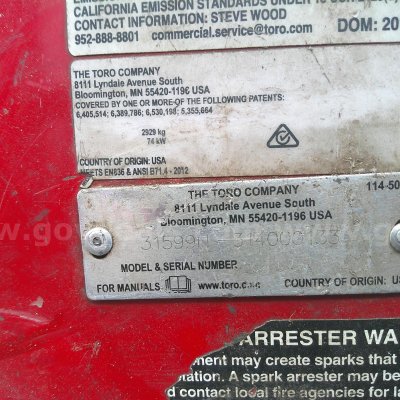 CALIFORNIA EMISSION STANDARDS UNDER
CONTACT INFORMATION: STEVE WOOD
952-888-8801 commercial.service@toro.com DOM: 20
THE TORO COMPANY
8111 Lyndale Avenue South
Bloomington, MN 55420-1196 USA
COVERED BY ONE OR MORE OF THE FOLLOWING PATENTS:
6,405,514; 6,389,786; 6,530,198; 5,355,664
2929 kg
74 kW
COUNTRY OF ORIGIN: USA
MEETS EN836 & ANSI B71.4 - 2012
THE TORO COMPANY 114-50
8111 Lyndale Avenue South
Bloomington, MN 55420-1196 USA
MODEL & SERIAL NUMBER
FOR MANUALS www.toro.com COUNTRY OF ORIGIN: US
ARRESTER WA
ment may create sparks that
tation. A spark arrester may be
d contact local fire agencies for la